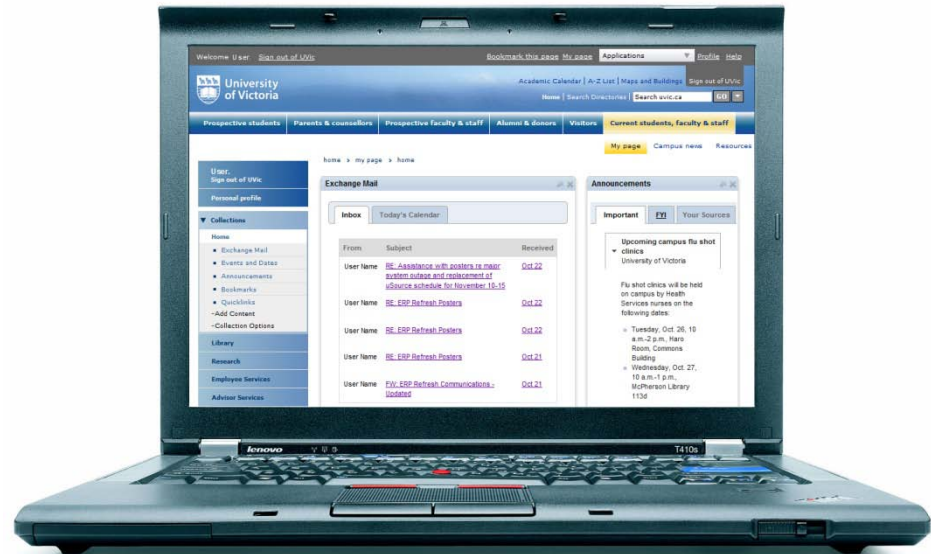 Welcome User Sign out of UVic
Bookmark this page My page Applications Profile Help
University
of Victoria
Academic Calendar | A-Z List | Maps and Buildings Sign out of UVic
Home | Search Directories | Search uvic.ca GO
Prospective students Parents & counsellors Prospective faculty & staff Alumni & donors Visitors Current students, faculty & staff
My page Campus news Resources
home > my page > home
User.
Sign out of UVic
Personal profile
Collections
Home
Exchange Mail
Events and Dates
Announcements
Bookmarks
Quicklinks
-Add Content
-Collection Options
Library
Research
Employee Services
Advisor Services
Exchange Mail
Inbox Today's Calendar
From Subject Received
User Name RE: Assistance with posters re major Oct 22
system outage and replacement of
uSource schedule for November 10-15
User Name RE: ERP Refresh Posters Oct 22
User Name RE: ERP Refresh Posters Oct 22
User Name RE: ERP Refresh Posters Oct 21
User Name FW: ERP Refresh Communications - Oct 21
Updated
Announcements
Important FYI Your Sources
Upcoming campus flu shot
clinics
University of Victoria
Flu shot clinics will be held
on campus by Health
Services nurses on the
following dates:
Tuesday, Oct. 26, 10
a.m.-2 p.m., Haro
Room, Commons
Building
Wednesday, Oct. 27,
10 a.m.-1 p.m.,
McPherson Library
113d
lenovo T410s